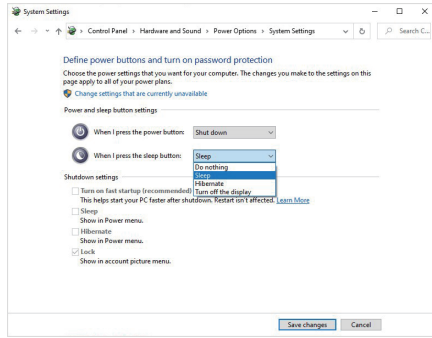 System Settings
Control Panel > Hardware and Sound > Power Options > System Settings
Search C...
Define power buttons and turn on password protection
Choose the power settings that you want for your computer. The changes you make to the settings on this
page apply to all of your power plans.
Change settings that are currently unavailable
Power and sleep button settings
When I press the power button: Shut down
When I press the sleep button: Sleep
Do nothing
Sleep
Hibernate
Turn off the display
Shutdown settings
Turn on fast startup (recommended)
This helps start your PC faster after shutdown. Restart isn't affected. Learn More
Sleep
Show in Power menu.
Hibernate
Show in Power menu.
Lock
Show in account picture menu.
Save changes Cancel